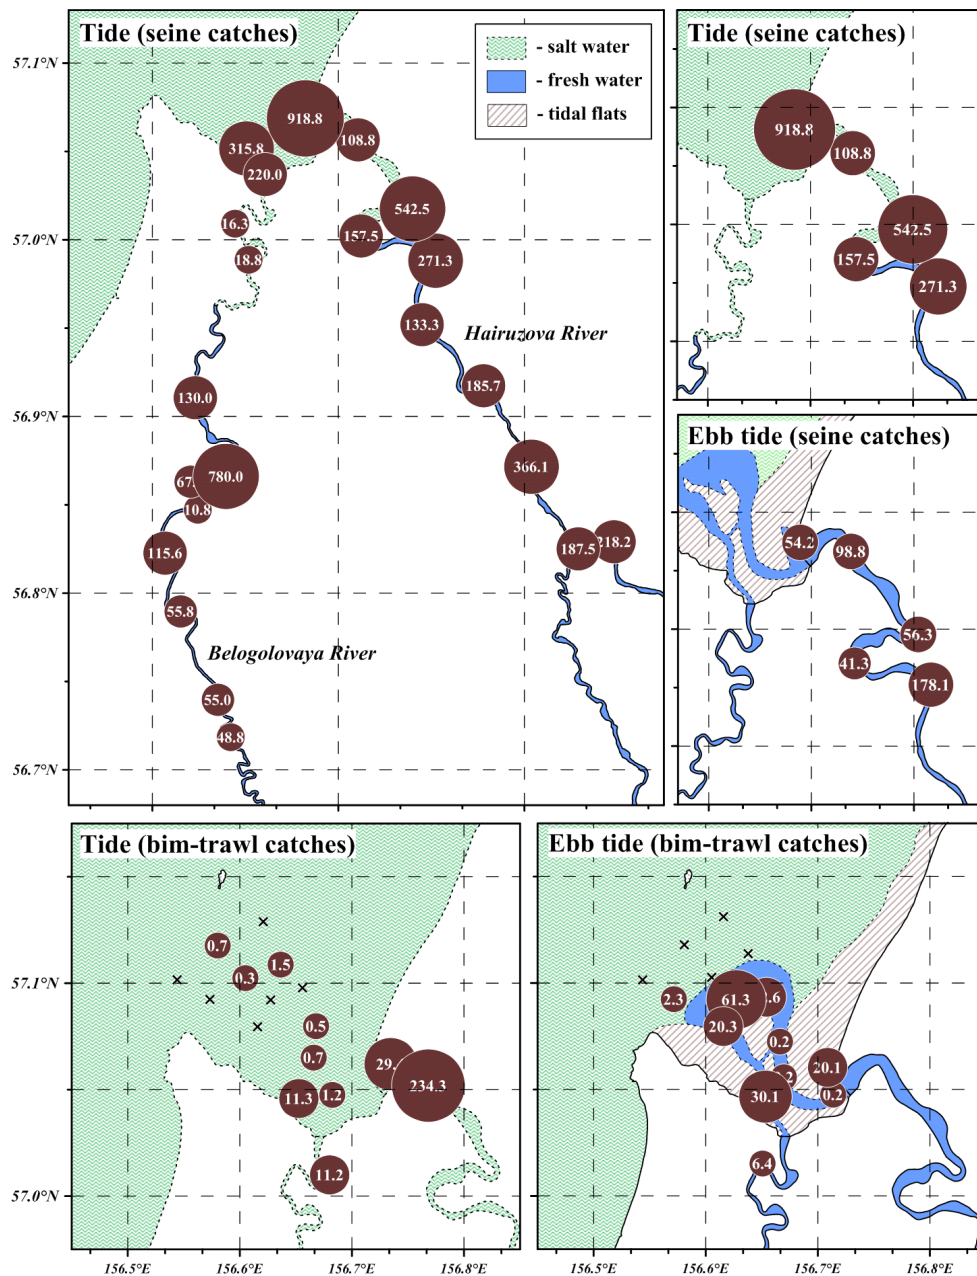 Tide (seine catches)
- salt water
- fresh water
- tidal flats
57.1°N
57.0°N
56.9°N
56.8°N
56.7°N
918.8
315.8
108.8
220.0
16.3
18.8
542.5
157.5
271.3
133.3
Hairuzova River
185.7
130.0
366.1
780.0
10.8
115.6
187.5
218.2
55.8
Belogolovaya River
55.0
48.8
Tide (seine catches)
918.8
108.8
542.5
157.5
271.3
Ebb tide (seine catches)
54.2
98.8
56.3
41.3
178.1
Tide (bim-trawl catches)
57.1°N
57.0°N
0.7
0.3
1.5
0.5
0.7
234.3
11.3
1.2
11.2
156.5°E
156.6°E
156.7°E
156.8°E
Ebb tide (bim-trawl catches)
2.3
61.3
20.3
0.2
20.1
30.1
0.2
6.4
156.5°E
156.6°E
156.7°E
156.8°E